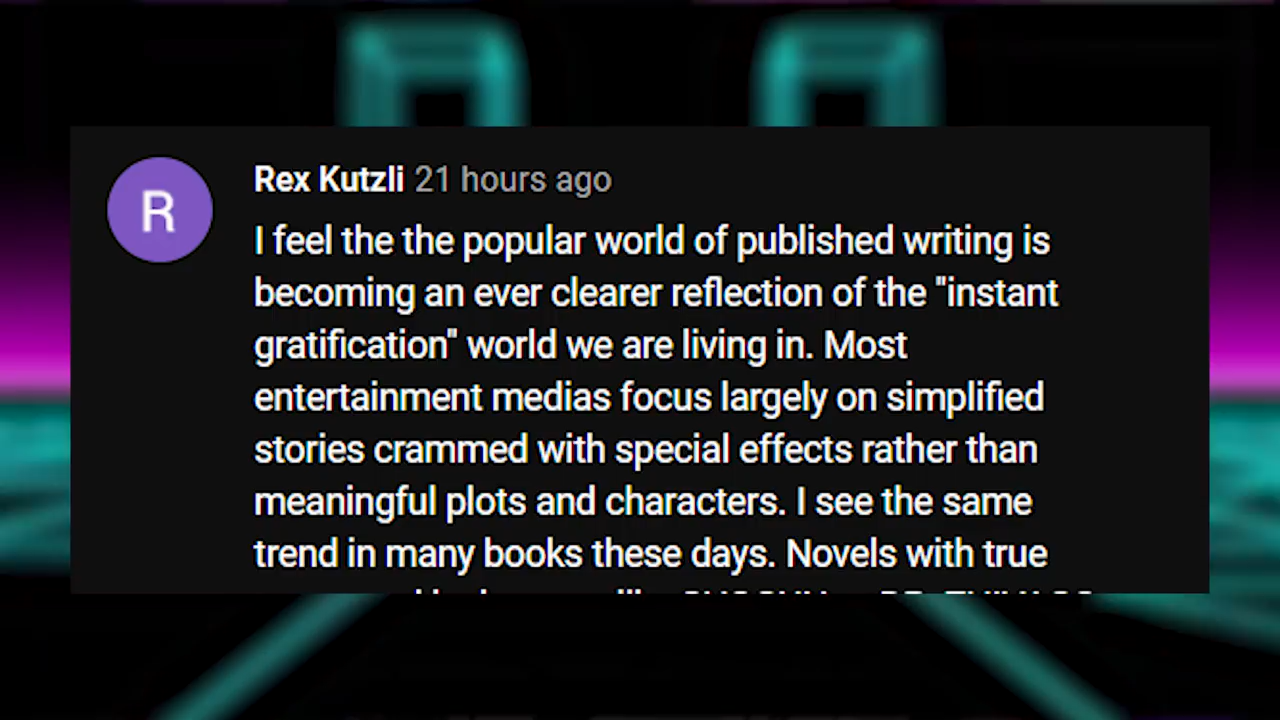 R
Rex Kutzli 21 hours ago
I feel the the popular world of published writing is
becoming an ever clearer reflection of the "instant
gratification" world we are living in. Most
entertainment medias focus largely on simplified
stories crammed with special effects rather than
meaningful plots and characters. I see the same
trend in many books these days. Novels with true